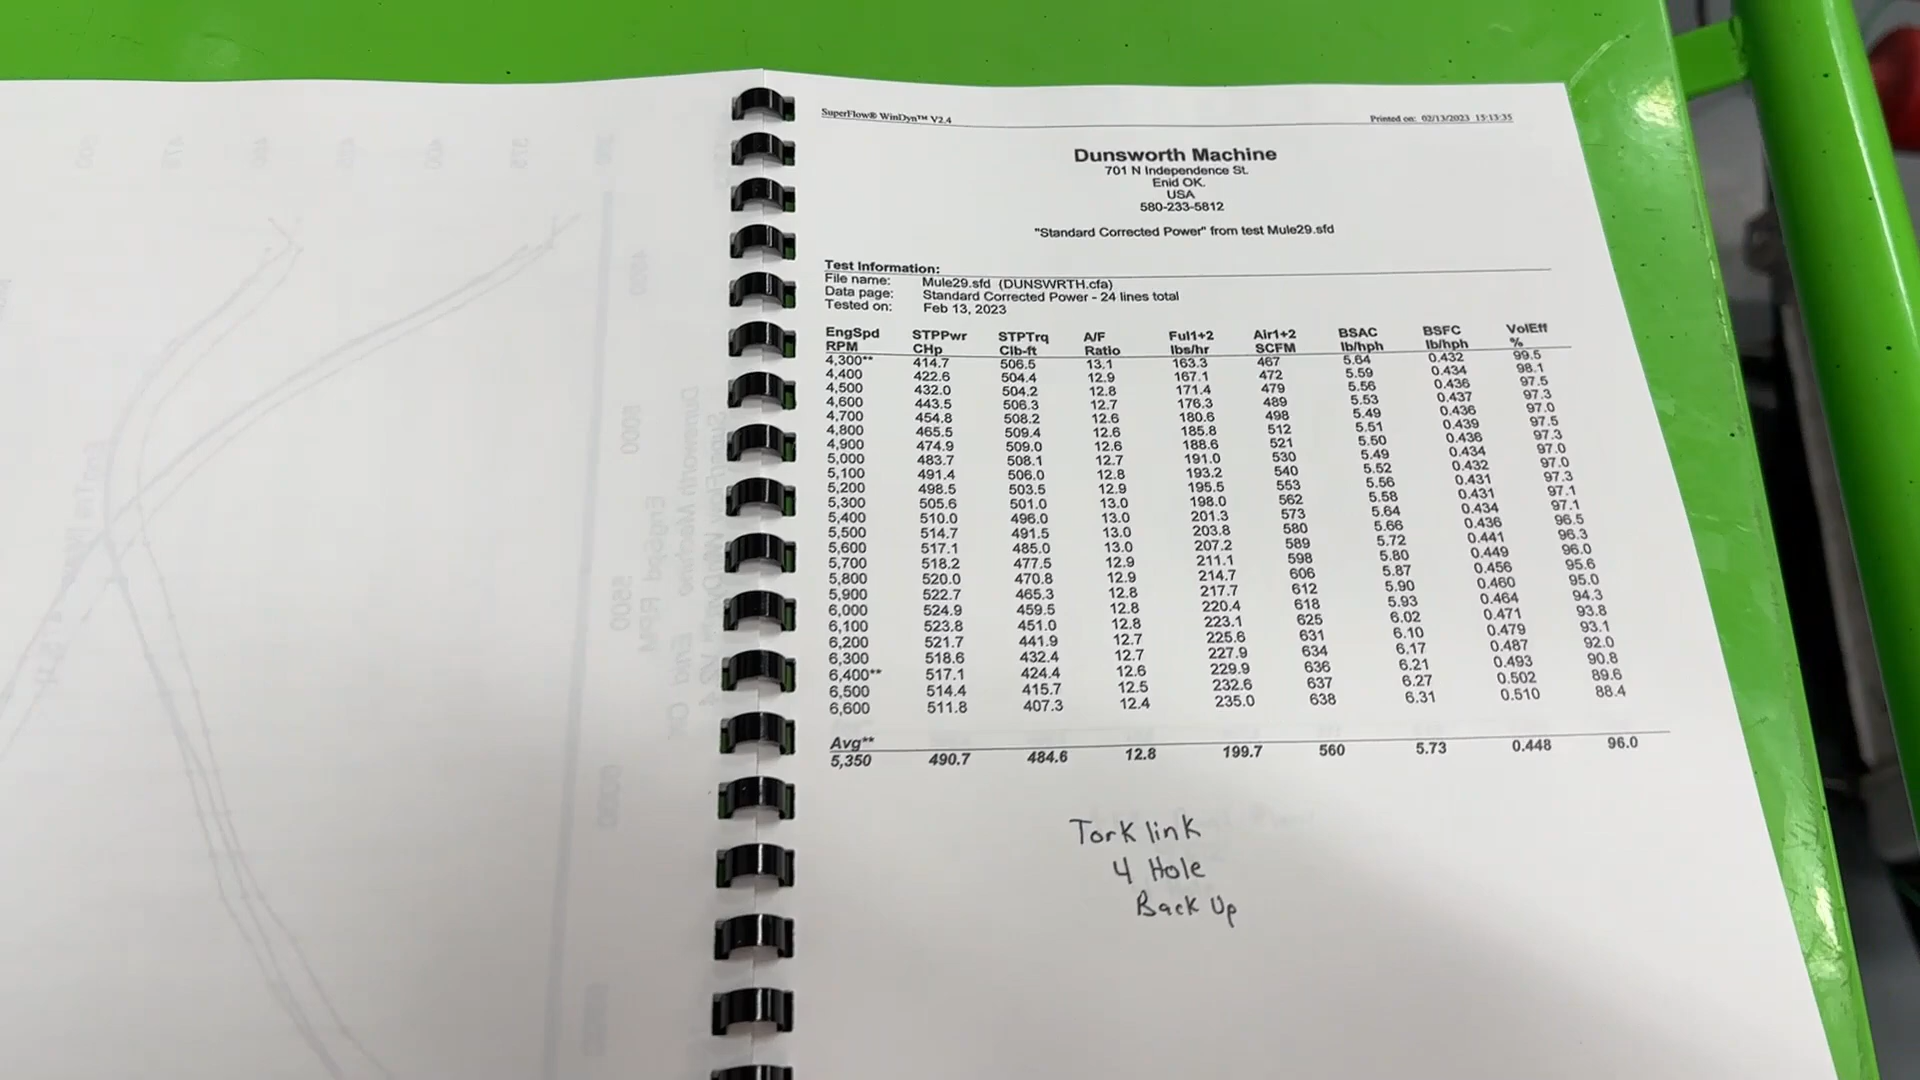 SuperFlow® WinDyn™ V2.4 Printed on: 02/13/2023 15:13:35
Dunsworth Machine
701 N Independence St.
Enid OK.
USA
580-233-5812
"Standard Corrected Power" from test Mule29.sfd
Test Information:
File name: Mule29.sfd (DUNSWRTH.cfa)
Data page: Standard Corrected Power - 24 lines total
Tested on: Feb 13, 2023
EngSpd STPPwr STPTrq A/F Ful1+2 Air1+2 BSAC BSFC VolEff
RPM CHp Clb-ft Ratio lbs/hr SCFM lb/hph lb/hph %
4,300** 414.7 506.5 13.1 163.3 467 5.64 0.432 99.5
4,400 422.6 504.4 12.9 167.1 472 5.59 0.434 98.1
4,500 432.0 504.2 12.8 171.4 479 5.56 0.436 97.5
4,600 443.5 506.3 12.7 176.3 489 5.53 0.437 97.3
4,700 454.8 508.2 12.6 180.6 498 5.49 0.436 97.0
4,800 465.5 509.4 12.6 185.8 512 5.51 0.439 97.5
4,900 474.9 509.0 12.6 188.6 521 5.50 0.436 97.3
5,000 483.7 508.1 12.7 191.0 530 5.49 0.434 97.0
5,100 491.4 506.0 12.8 193.2 540 5.52 0.432 97.0
5,200 498.5 503.5 12.9 195.5 553 5.56 0.431 97.3
5,300 505.6 501.0 13.0 198.0 562 5.58 0.431 97.1
5,400 510.0 496.0 13.0 201.3 573 5.64 0.434 97.1
5,500 514.7 491.5 13.0 203.8 580 5.66 0.436 96.5
5,600 517.1 485.0 13.0 207.2 589 5.72 0.441 96.3
5,700 518.2 477.5 12.9 211.1 598 5.80 0.449 96.0
5,800 520.0 470.8 12.9 214.7 606 5.87 0.456 95.6
5,900 522.7 465.3 12.8 217.7 612 5.90 0.460 95.0
6,000 524.9 459.5 12.8 220.4 618 5.93 0.464 94.3
6,100 523.8 451.0 12.8 223.1 625 6.02 0.471 93.8
6,200 521.7 441.9 12.7 225.6 631 6.10 0.479 93.1
6,300 518.6 432.4 12.7 227.9 634 6.17 0.487 92.0
6,400** 517.1 424.4 12.6 229.9 636 6.21 0.493 90.8
6,500 514.4 415.7 12.5 232.6 637 6.27 0.502 89.6
6,600 511.8 407.3 12.4 235.0 638 6.31 0.510 88.4
Avg**
5,350 490.7 484.6 12.8 199.7 560 5.73 0.448 96.0
Tork link
4 Hole
Back Up